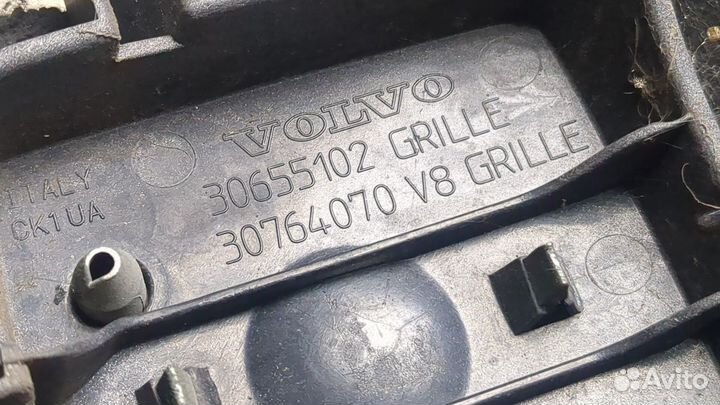 VOLVO
30655102 GRILLE
30764070 V8 GRILLE
ITALY
CK1UA
Avito